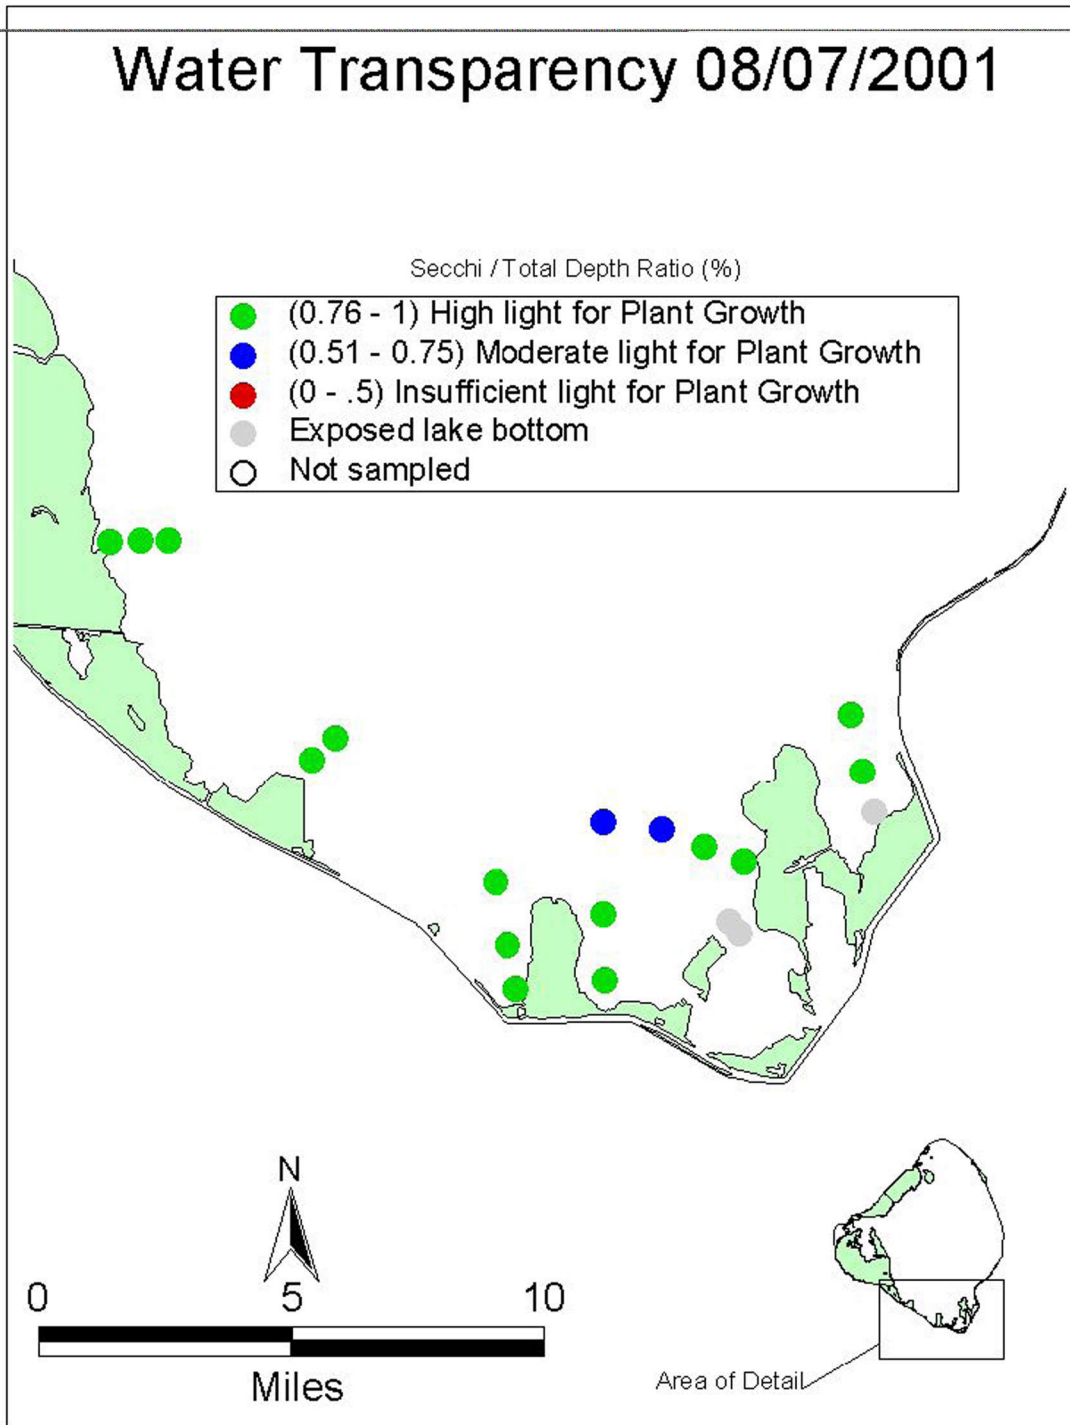 Water Transparency 08/07/2001
Secchi / Total Depth Ratio (%)
(0.76 - 1) High light for Plant Growth
(0.51 - 0.75) Moderate light for Plant Growth
(0 - .5) Insufficient light for Plant Growth
Exposed lake bottom
Not sampled
N
0 5 10
Miles
Area of Detail